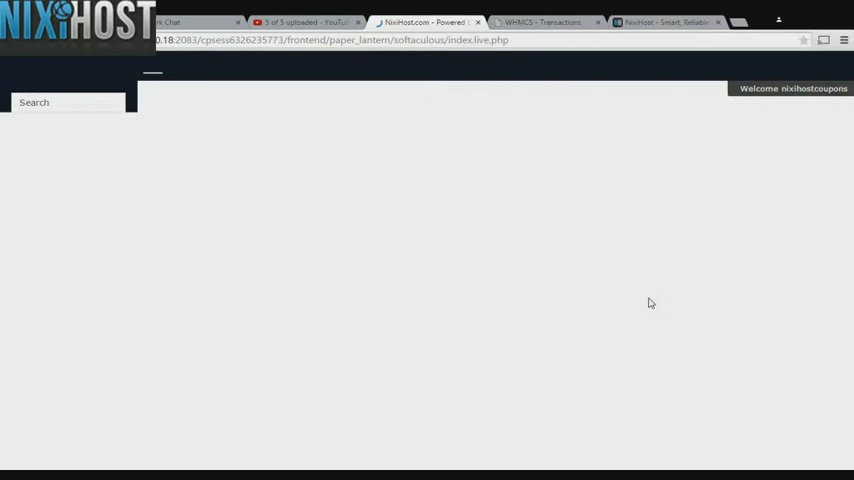 NIXIHOST
rk Chat
5 of 5 uploaded - YouTub
NixiHost.com - Powered
WHMCS - Transactions
NixiHost - Smart, Reliable
0.18:2083/cpsess6326235773/frontend/paper_lantern/softaculous/index.live.php
Welcome nixihostcoupons
Search